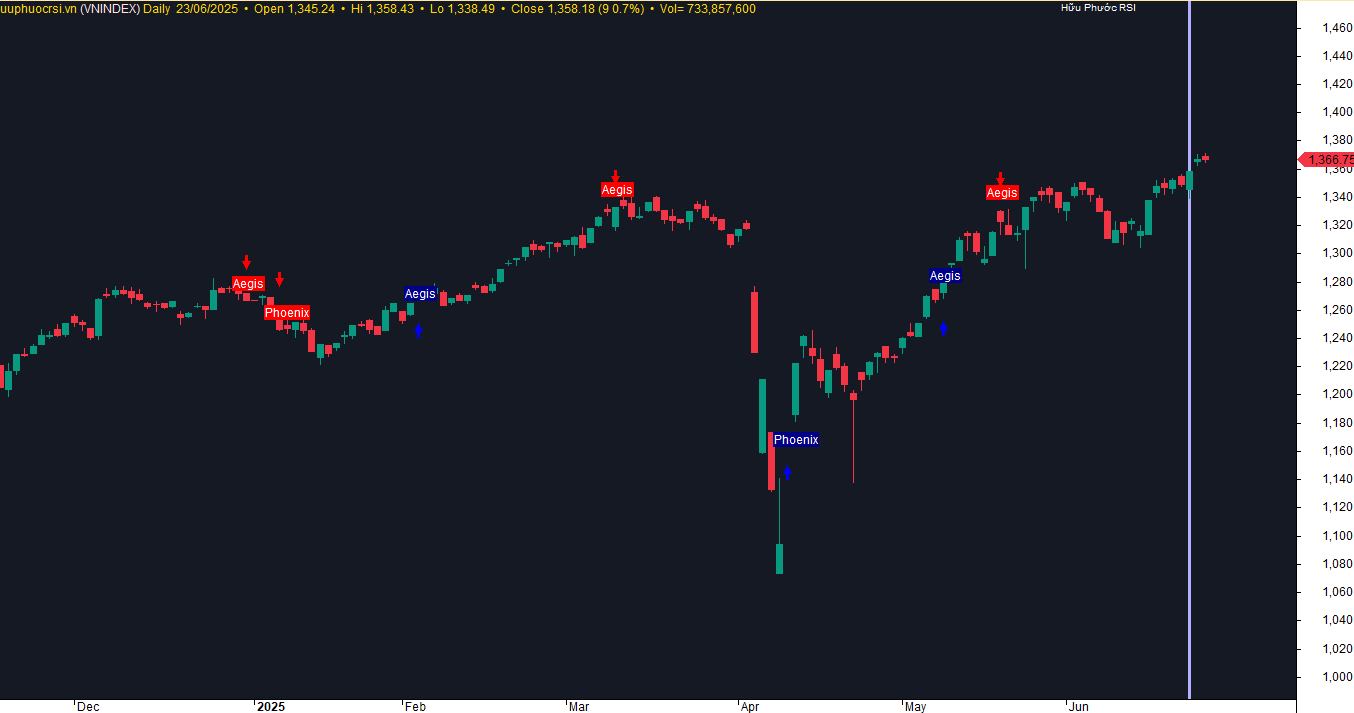 uuphuocrsi.vn (VNINDEX) Daily 23/06/2025 • Open 1,345.24 • Hi 1,358.43 • Lo 1,338.49 • Close 1,358.18 (9 0.7%) • Vol= 733,857,600
Hữu Phước RSI
1,460
1,440
1,420
1,400
1,380
1,366.75
1,360
1,340
1,320
1,300
1,280
1,260
1,240
1,220
1,200
1,180
1,160
1,140
1,120
1,100
1,080
1,060
1,040
1,020
1,000
Aegis
Aegis
Aegis
Aegis
Aegis
Phoenix
Phoenix
Dec 2025 Feb Mar Apr May Jun